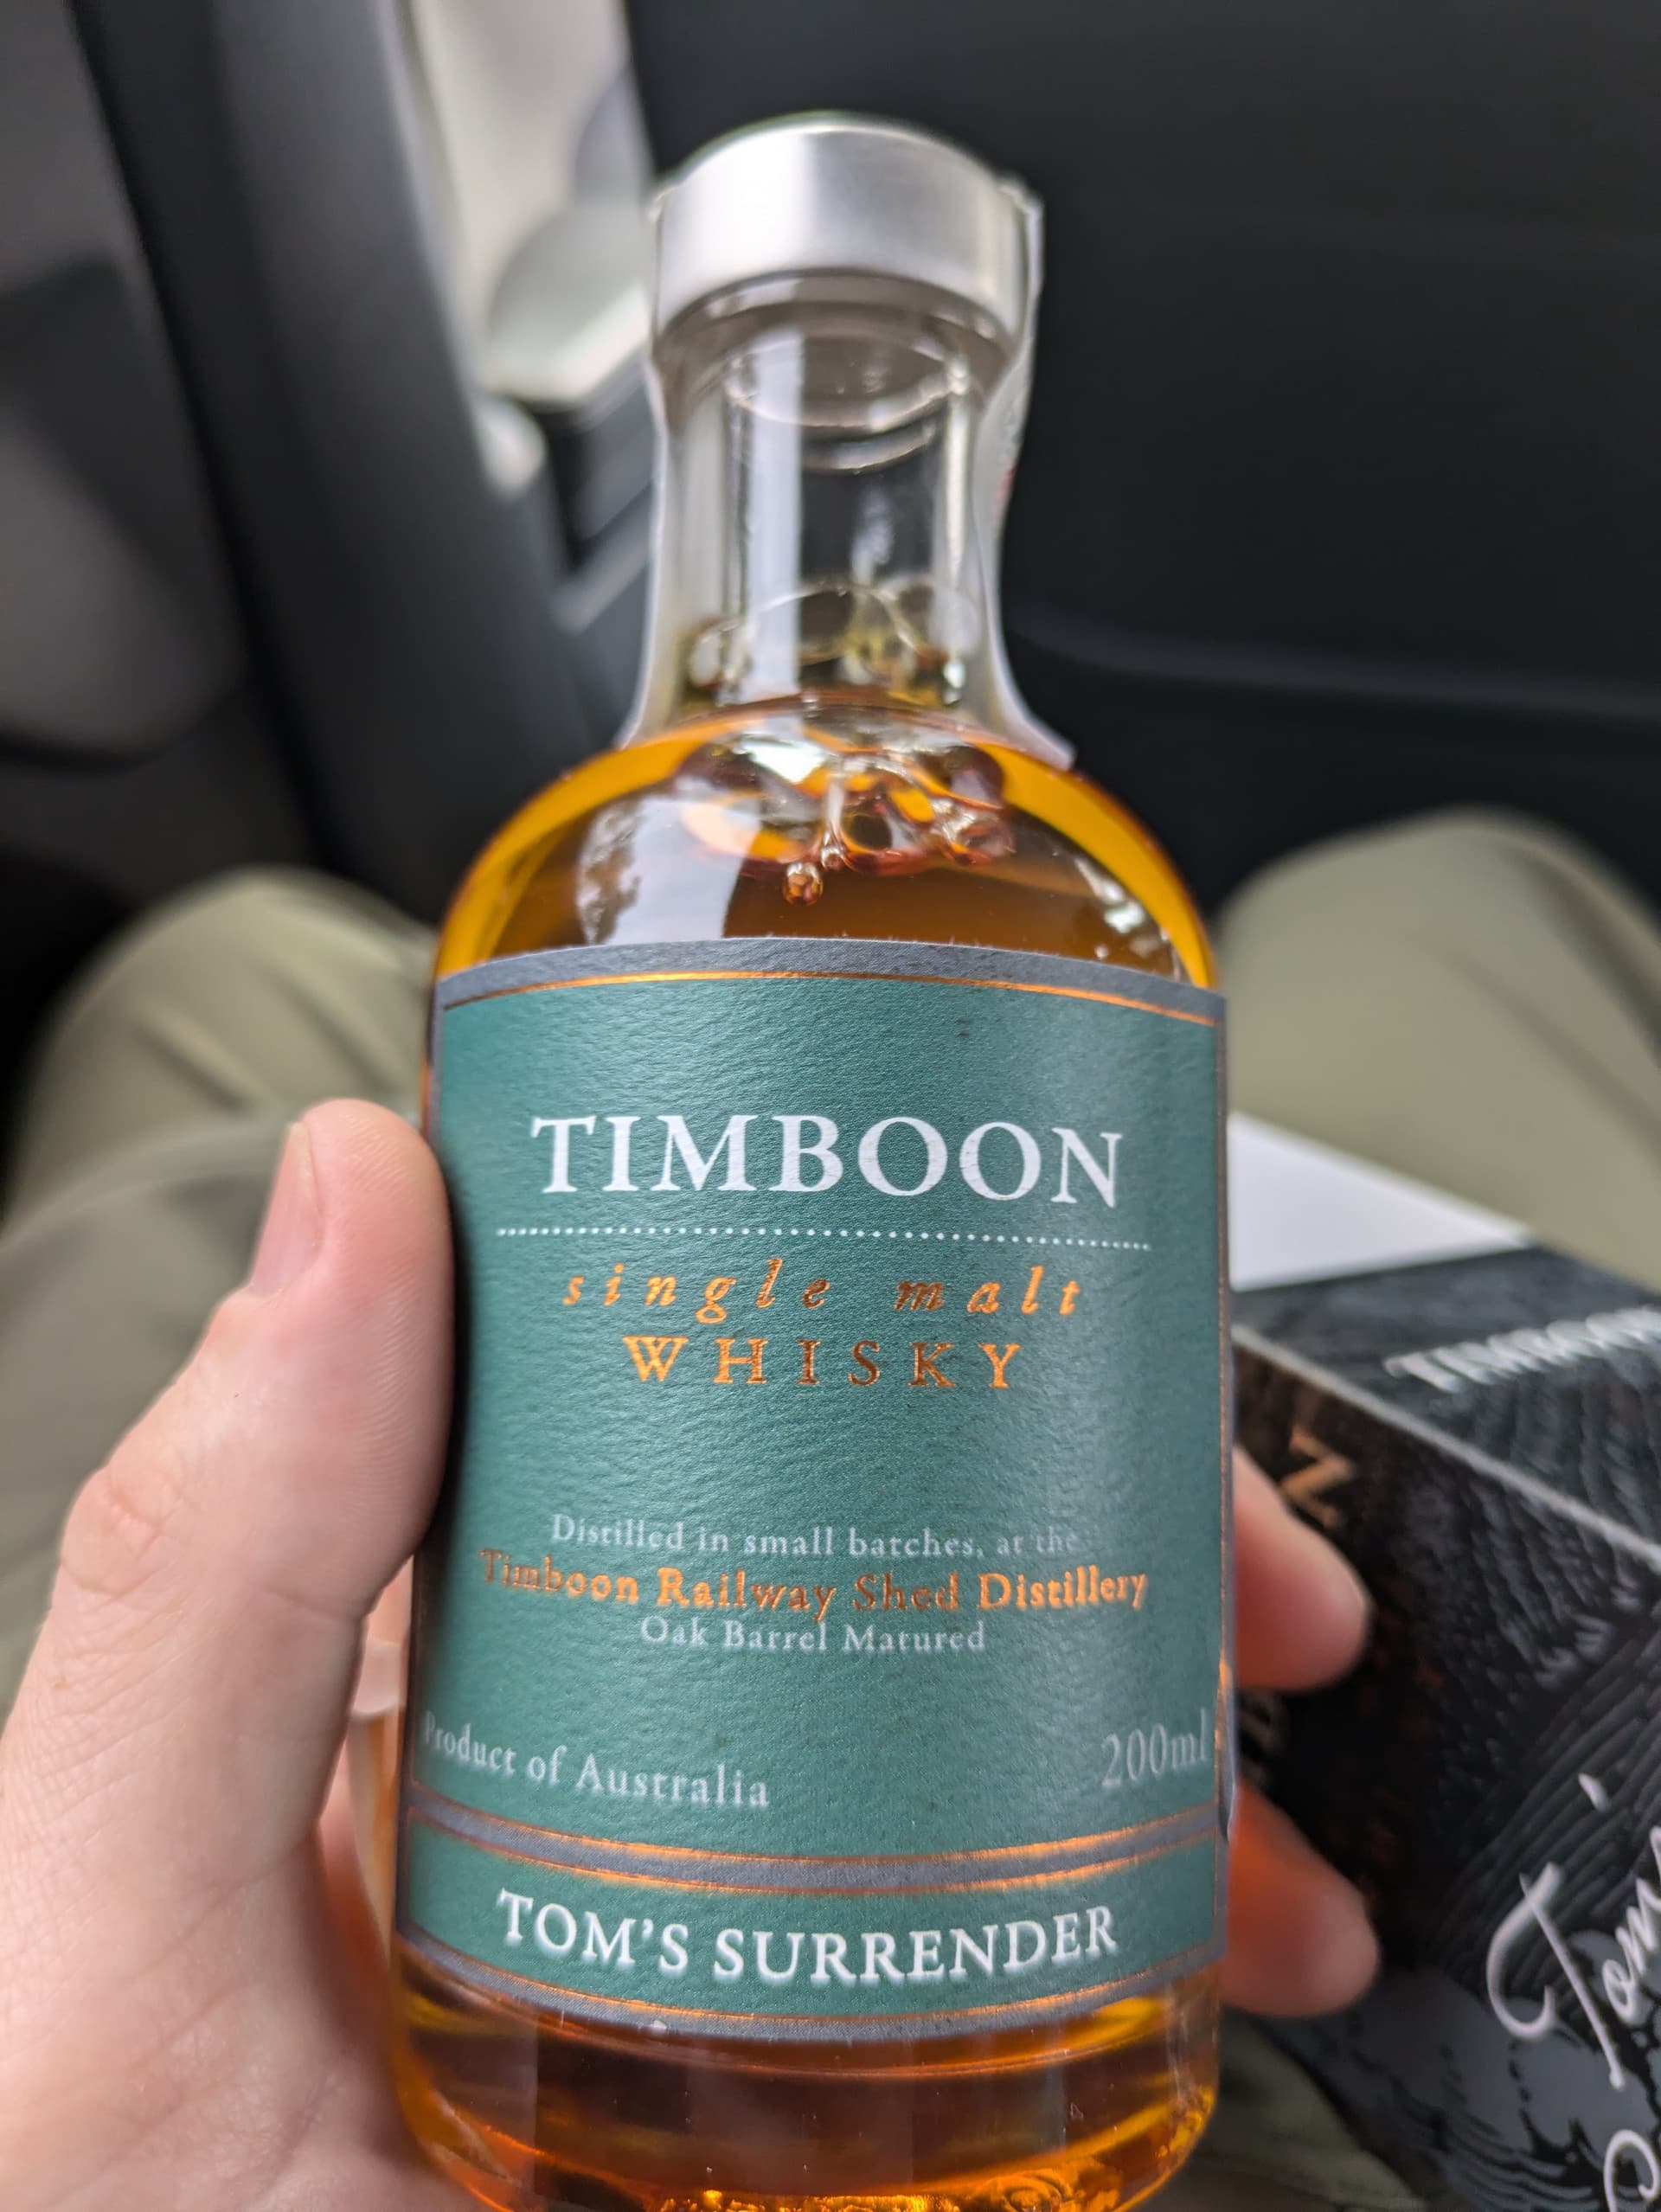 TIMBOON
single malt
WHISKY
Distilled in small batches, at the
Timboon Railway Shed Distillery
Oak Barrel Matured
Product of Australia
200ml
TOM'S SURRENDER
TIMBOON